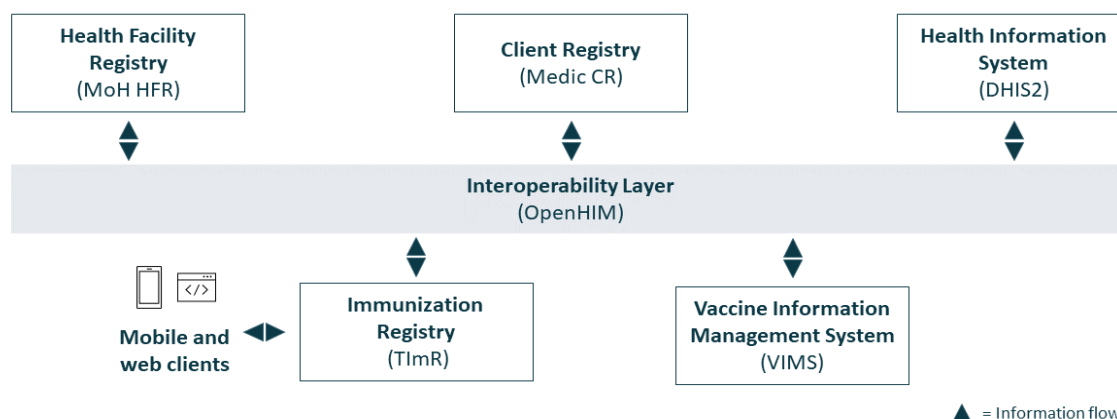 Health Facility
Registry
(MoH HFR)
Client Registry
(Medic CR)
Health Information
System
(DHIS2)
Interoperability Layer
(OpenHIM)
</>
Mobile and
web clients
Immunization
Registry
(TImR)
Vaccine Information
Management System
(VIMS)
= Information flow